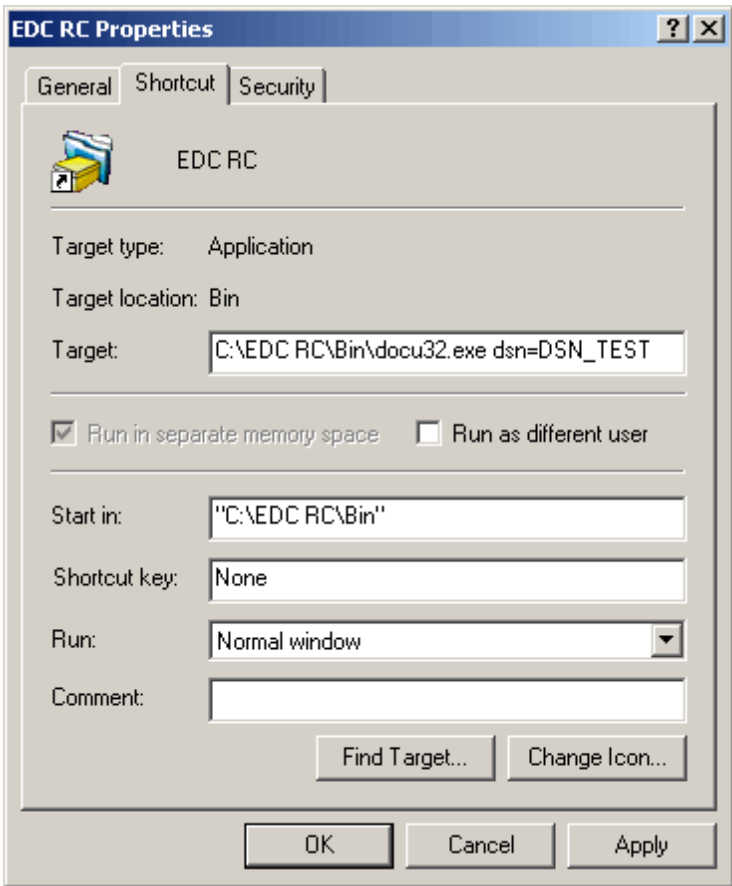 EDC RC Properties
General Shortcut Security
EDC RC
Target type: Application
Target location: Bin
Target: C:\EDC RC\Bin\docu32.exe dsn=DSN_TEST
Run in separate memory space Run as different user
Start in: "C:\EDC RC\Bin"
Shortcut key: None
Run: Normal window
Comment:
Find Target... Change Icon...
OK Cancel Apply